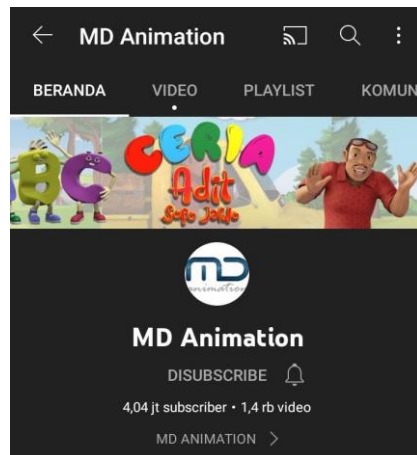 MD Animation
BERANDA VIDEO PLAYLIST KOMUN
BC CERIA
Adit
Sopo Jarwo
MD
animation
MD Animation
DISUBSCRIBE
4,04 jt subscriber • 1,4 rb video
MD ANIMATION >